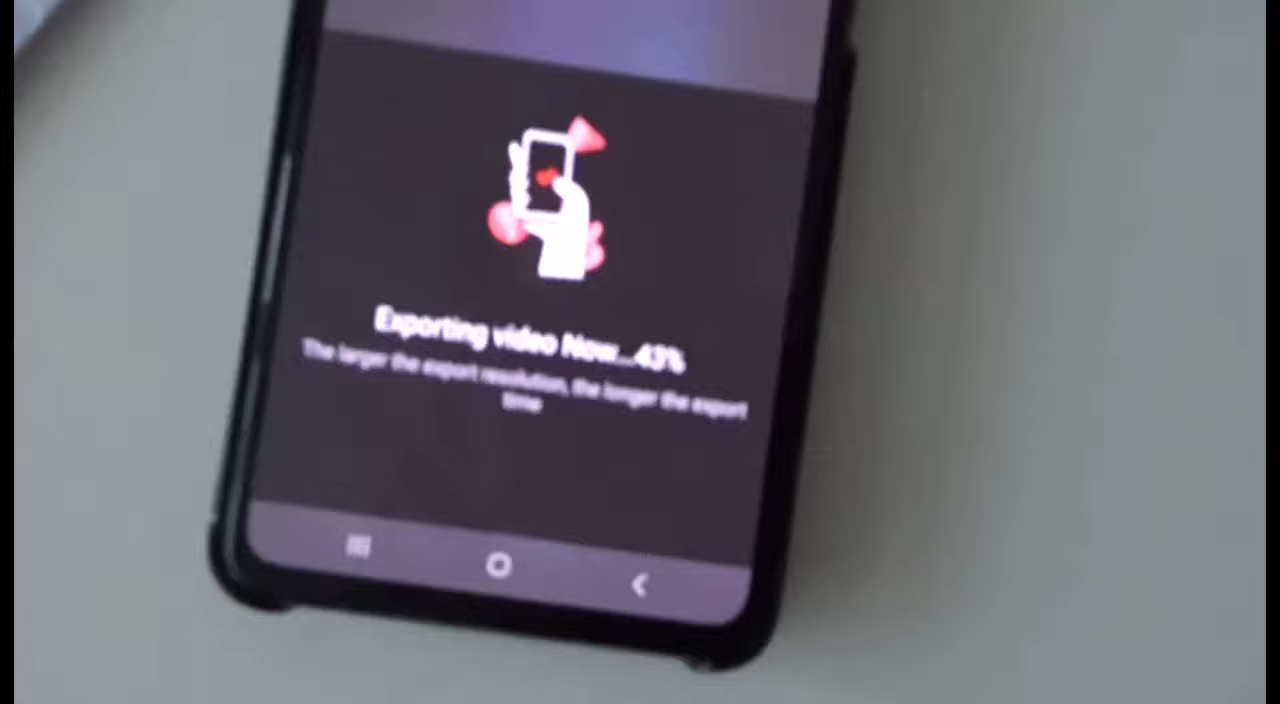 Exporting video Now...43%
The larger the export resolution, the longer the export
time